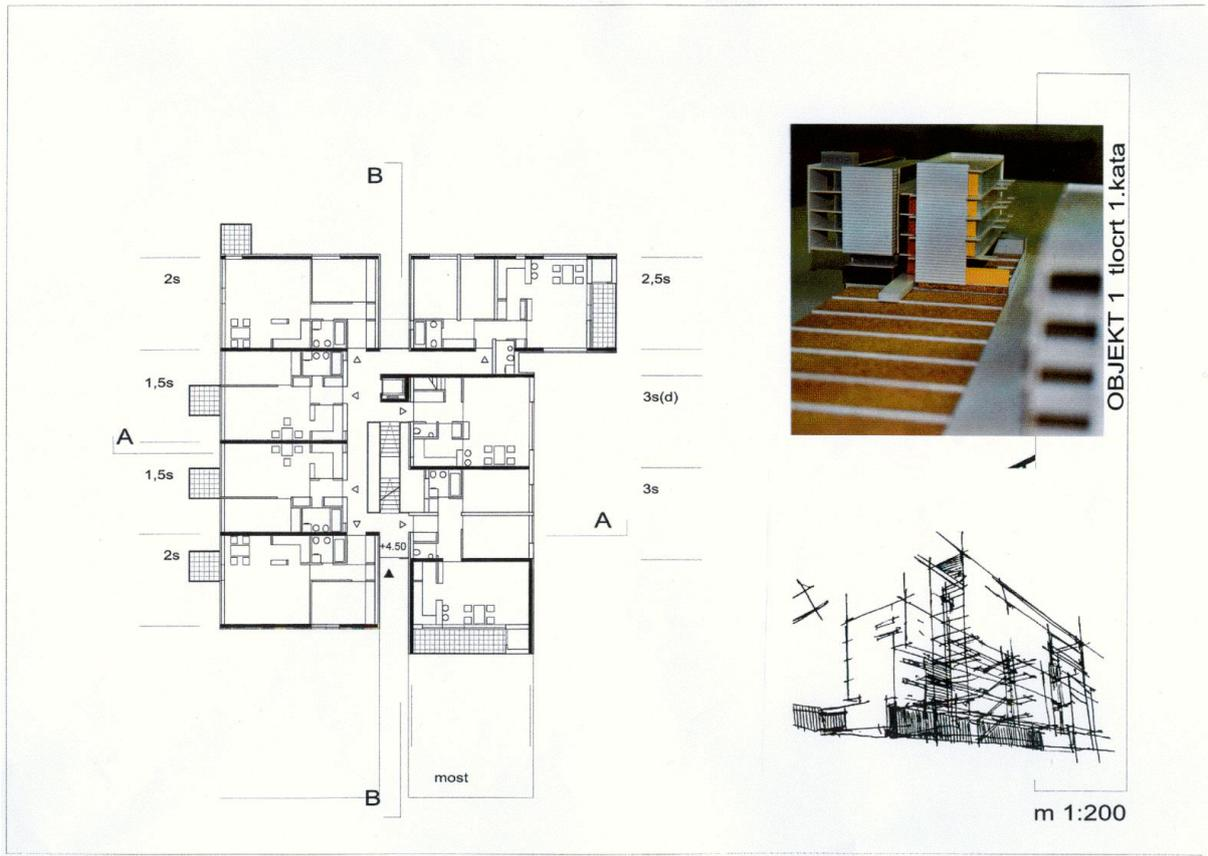 B
2s
2,5s
1,5s
3s(d)
A
1,5s
3s
A
2s
+4.50
most
B
OBJEKT 1 tlocrt 1.kata
m 1:200